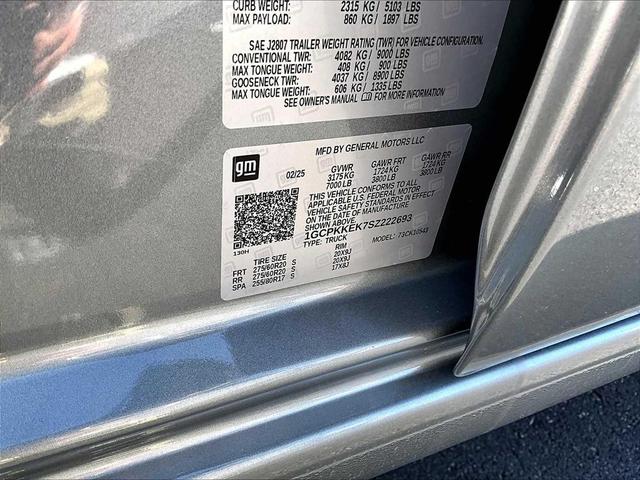 CURB WEIGHT: 2315 KG / 5103 LBS
MAX PAYLOAD: 860 KG / 1897 LBS
SAE J2807 TRAILER WEIGHT RATING (TWR) FOR VEHICLE CONFIGURATION.
CONVENTIONAL TWR: 4082 KG / 9000 LBS
MAX TONGUE WEIGHT: 408 KG / 900 LBS
GOOSENECK TWR: 4037 KG / 8900 LBS
MAX TONGUE WEIGHT: 606 KG / 1335 LBS
SEE OWNER'S MANUAL FOR MORE INFORMATION
gm
MFD BY GENERAL MOTORS LLC
02/25 GVWR GAWR FRT GAWR RR
3175 KG 1724 KG 1724 KG
7000 LB 3800 LB 3800 LB
THIS VEHICLE CONFORMS TO ALL
APPLICABLE U.S. FEDERAL MOTOR
VEHICLE SAFETY STANDARDS IN EFFECT
ON THE DATE OF MANUFACTURE
SHOWN ABOVE.
1GCPKKEK7SZ222693
TYPE: TRUCK MODEL: 73CK10543
130H
TIRE SIZE RIM
FRT 275/60R20 S 20X9J
RR 275/60R20 S 20X9J
SPA 255/80R17 S 17X8J